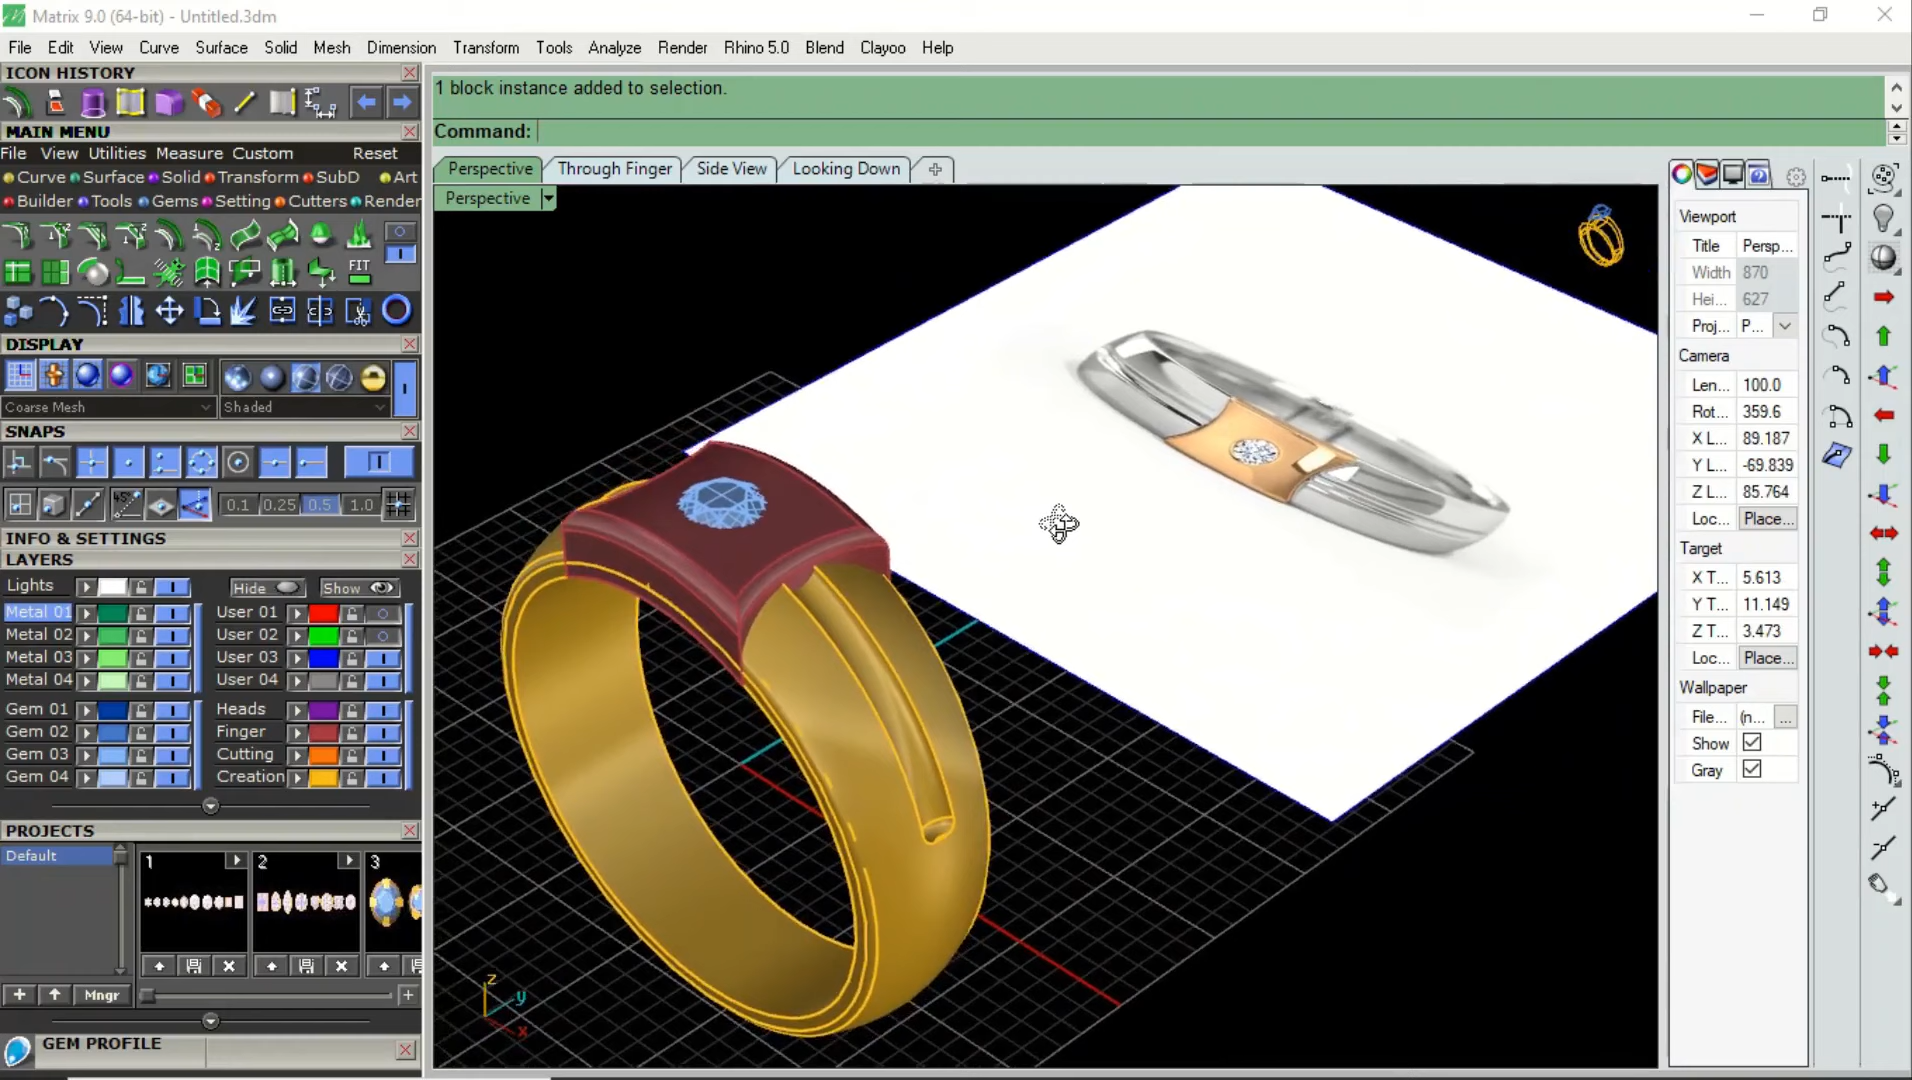 Matrix 9.0 (64-bit) - Untitled.3dm
File Edit View Curve Surface Solid Mesh Dimension Transform Tools Analyze Render Rhino 5.0 Blend Clayoo Help
ICON HISTORY
1 block instance added to selection.
Command:
MAIN MENU
File View Utilities Measure Custom Reset
Curve Surface Solid Transform SubD Art
Builder Tools Gems Setting Cutters Render
FIT
Perspective Through Finger Side View Looking Down
Perspective
DISPLAY
Coarse Mesh Shaded
SNAPS
45°
0.1 0.25 0.5 1.0
INFO & SETTINGS
LAYERS
Lights Hide Show
Metal 01 User 01
Metal 02 User 02
Metal 03 User 03
Metal 04 User 04
Gem 01 Heads
Gem 02 Finger
Gem 03 Cutting
Gem 04 Creation
PROJECTS
Default
1 2 3
Mngr
GEM PROFILE
z
y
x
Viewport
Title Persp...
Width 870
Hei... 627
Proj... P...
Camera
Len... 100.0
Rot... 359.6
X L... 89.187
Y L... -69.839
Z L... 85.764
Loc... Place...
Target
X T... 5.613
Y T... 11.149
Z T... 3.473
Loc... Place...
Wallpaper
File... (n... ...
Show
Gray